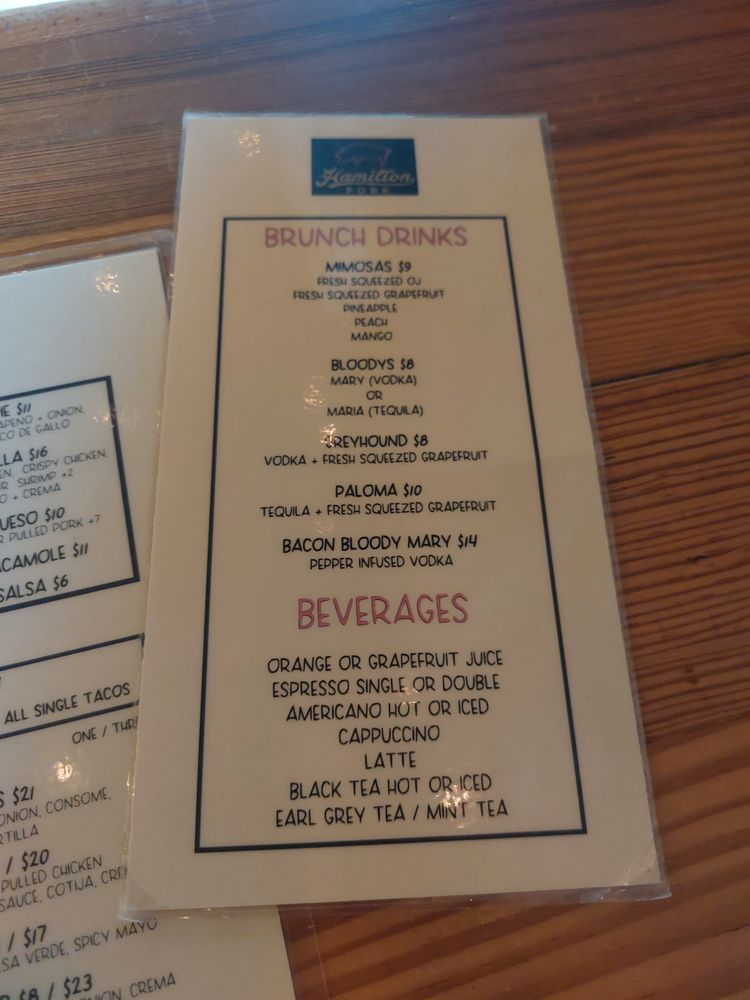 Hamilton
PORK
BRUNCH DRINKS
MIMOSAS $9
FRESH SQUEEZED OJ
FRESH SQUEEZED GRAPEFRUIT
PINEAPPLE
PEACH
MANGO
BLOODYS $8
MARY (VODKA)
OR
MARIA (TEQUILA)
GREYHOUND $8
VODKA + FRESH SQUEEZED GRAPEFRUIT
PALOMA $10
TEQUILA + FRESH SQUEEZED GRAPEFRUIT
BACON BLOODY MARY $14
PEPPER INFUSED VODKA
BEVERAGES
ORANGE OR GRAPEFRUIT JUICE
ESPRESSO SINGLE OR DOUBLE
AMERICANO HOT OR ICED
CAPPUCCINO
LATTE
BLACK TEA HOT OR ICED
EARL GREY TEA / MINT TEA
$11
+ ONION,
CO DE GALLO
LLA $16
CRISPY CHICKEN,
SHRIMP +2
+ CREMA
UESO $10
R PULLED PORK +7
CAMOLE $11
SALSA $6
ALL SINGLE TACOS
ONE /
S $21
ONION, CONSOME,
RTILLA
/ $20
PULLED CHICKEN
SAUCE, COTIJA,
/ $17
SA VERDE, SPICY MAYO
$8 / $23
CREMA